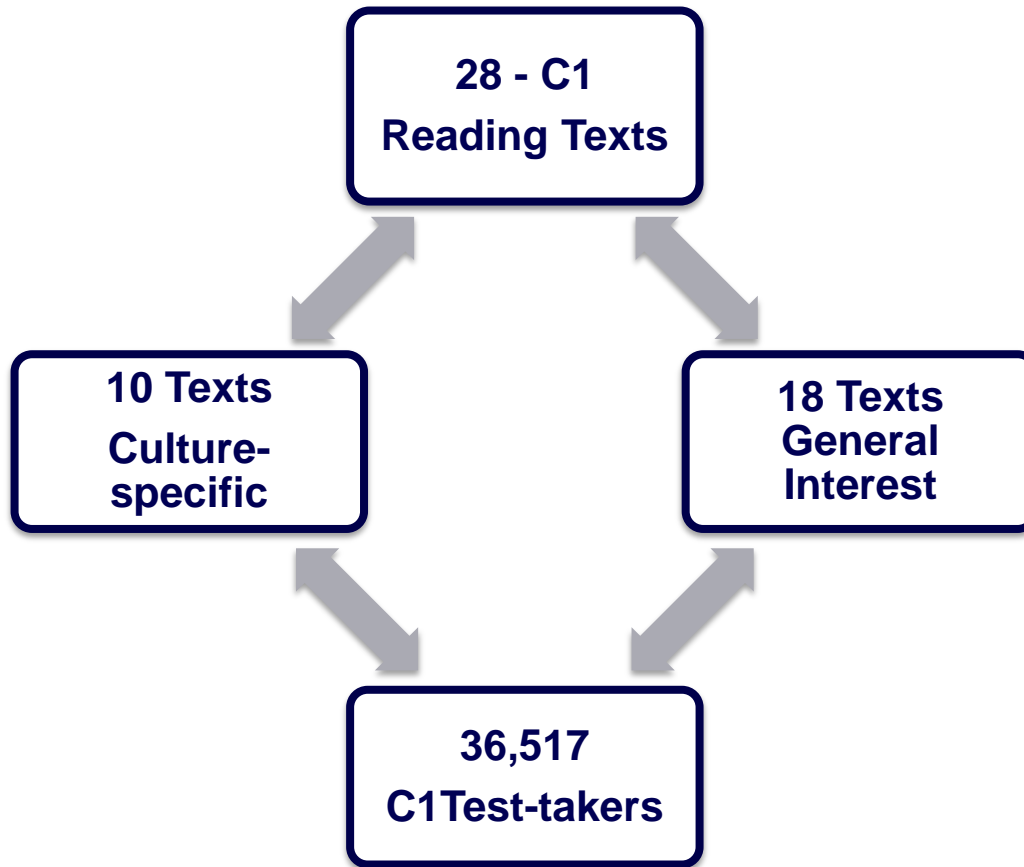 28 - C1
Reading Texts
10 Texts
Culture-
specific
18 Texts
General
Interest
36,517
C1Test-takers